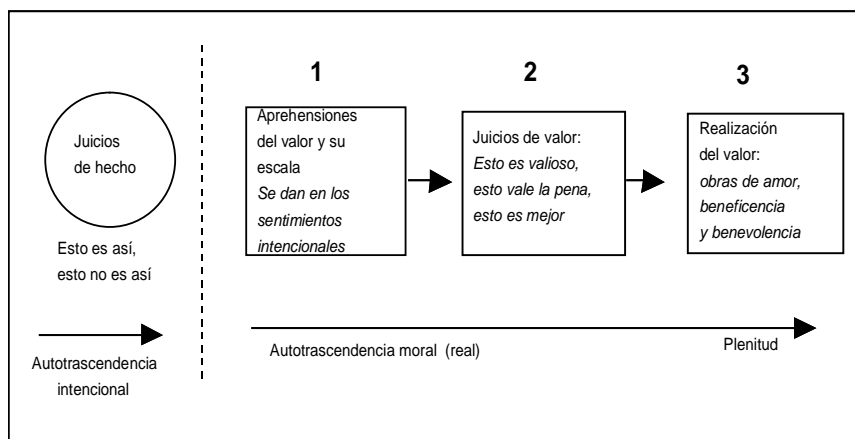 1
2
3
Juicios
de hecho
Esto es así,
esto no es así
Autotrascendencia
intencional
Aprehensiones
del valor y su
escala
Se dan en los
sentimientos
intencionales
Juicios de valor:
Esto es valioso,
esto vale la pena,
esto es mejor
Realización
del valor:
obras de amor,
beneficencia
y benevolencia
Autotrascendencia moral (real)
Plenitud